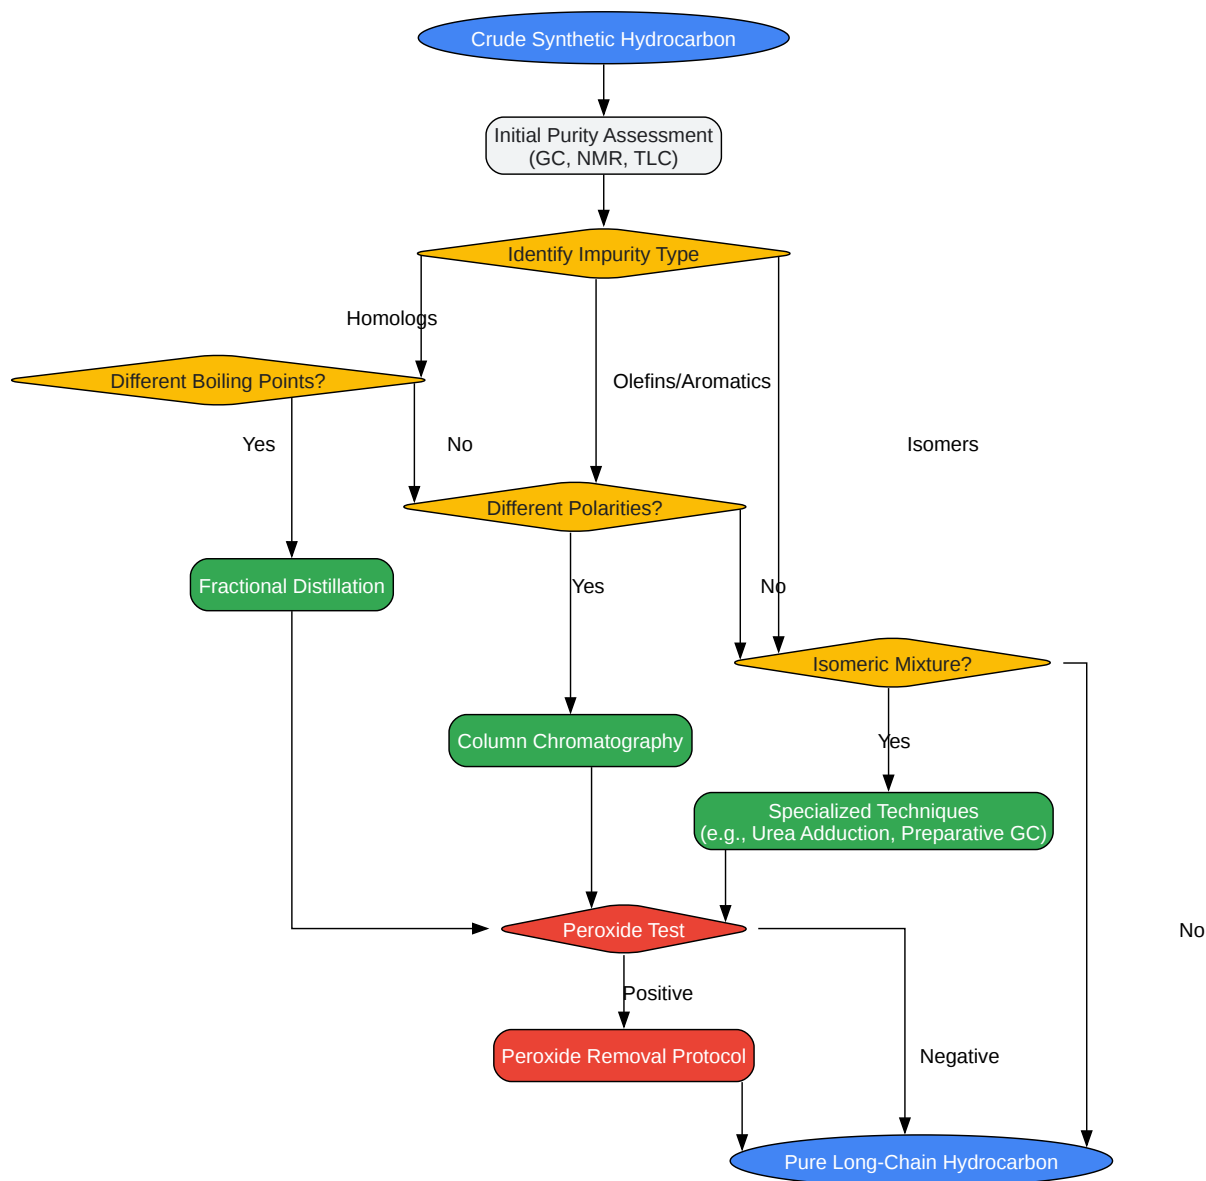 Crude Synthetic Hydrocarbon
Initial Purity Assessment
(GC, NMR, TLC)
Identify Impurity Type
Homologs
Different Boiling Points?
Olefins/Aromatics
Yes
No
Isomers
Different Polarities?
Fractional Distillation
Yes
No
Isomeric Mixture?
Column Chromatography
Yes
Specialized Techniques
(e.g., Urea Adduction, Preparative GC)
Peroxide Test
No
Positive
Peroxide Removal Protocol
Negative
Pure Long-Chain Hydrocarbon